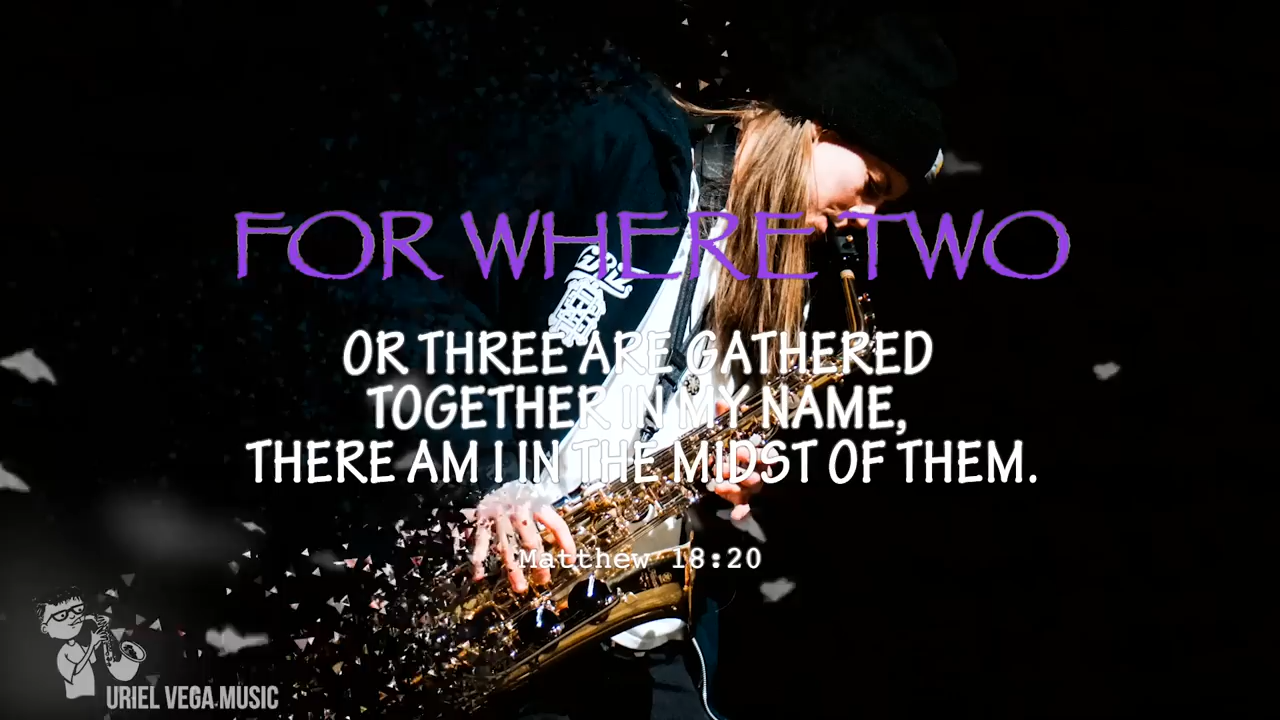 FOR WHERE TWO
OR THREE ARE GATHERED
TOGETHER IN MY NAME,
THERE AM I IN THE MIDST OF THEM.
Matthew 18:20
URIEL VEGA MUSIC